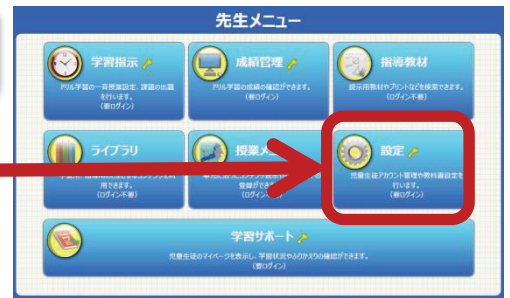 先生メニュー
学習指示
ドリル学習の一斉授業設定、課題の出題
を行います。
(要ログイン)
成績管理
ドリル学習の成績の確認ができます。
(要ログイン)
指導教材
提示用教材やプリントなどを検索できます。
(ログイン不要)
ライブラリ
用できます。
(ログイン不要)
授業
登録ができ
(ログイン不要)
設定
児童生徒アカウント管理や教科書設定を
行います。
(要ログイン)
学習サポート
児童生徒のマイページを表示し、学習状況やふりかえりの確認ができます。
(要ログイン)